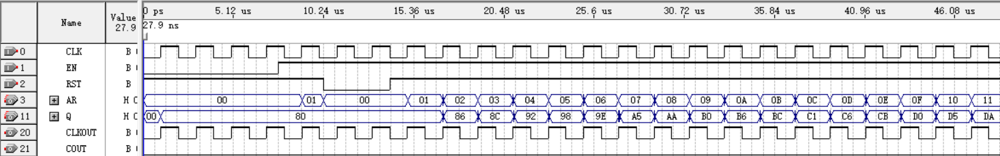 Name Value 27.9 0 ps 5.12 us 10.24 us 15.36 us 20.48 us 25.6 us 30.72 us 35.84 us 40.96 us 46.08 us
27.9 ns
0 CLK B
1 EN B
2 RST B
3 AR H C 00 01 00 01 02 03 04 05 06 07 08 09 0A 0B 0C 0D 0E 0F 10 11
11 Q H C 00 80 86 8C 92 98 9E A5 AA B0 B6 BC C1 C6 CB D0 D5 DA
20 CLKOUT B
21 COUT B